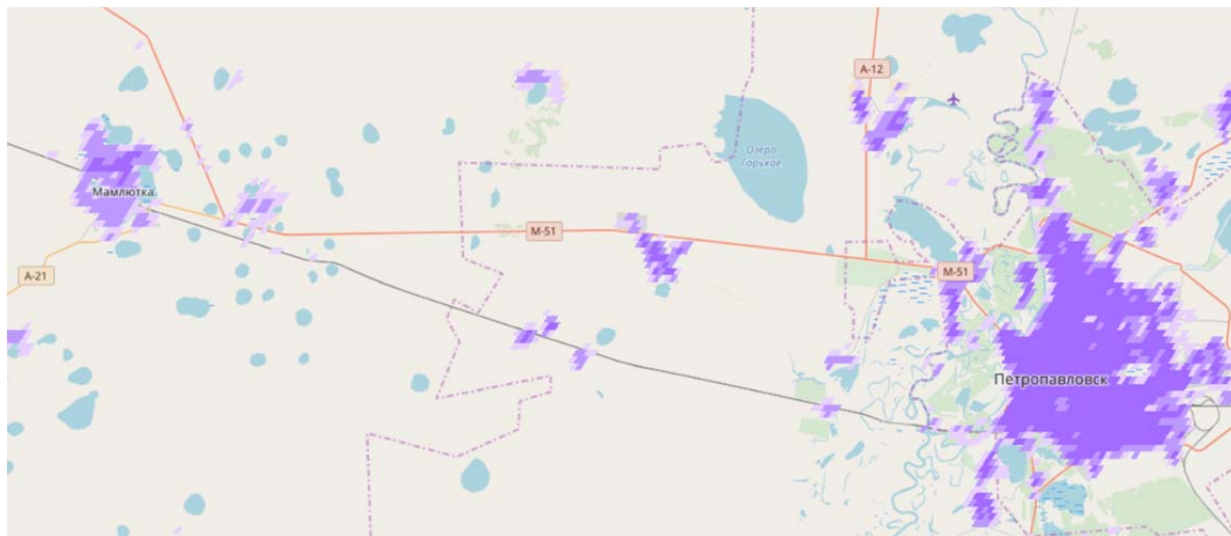 А-12
Озеро
Горькое
Мамлютка
М-51
А-21
М-51
Петропавловск